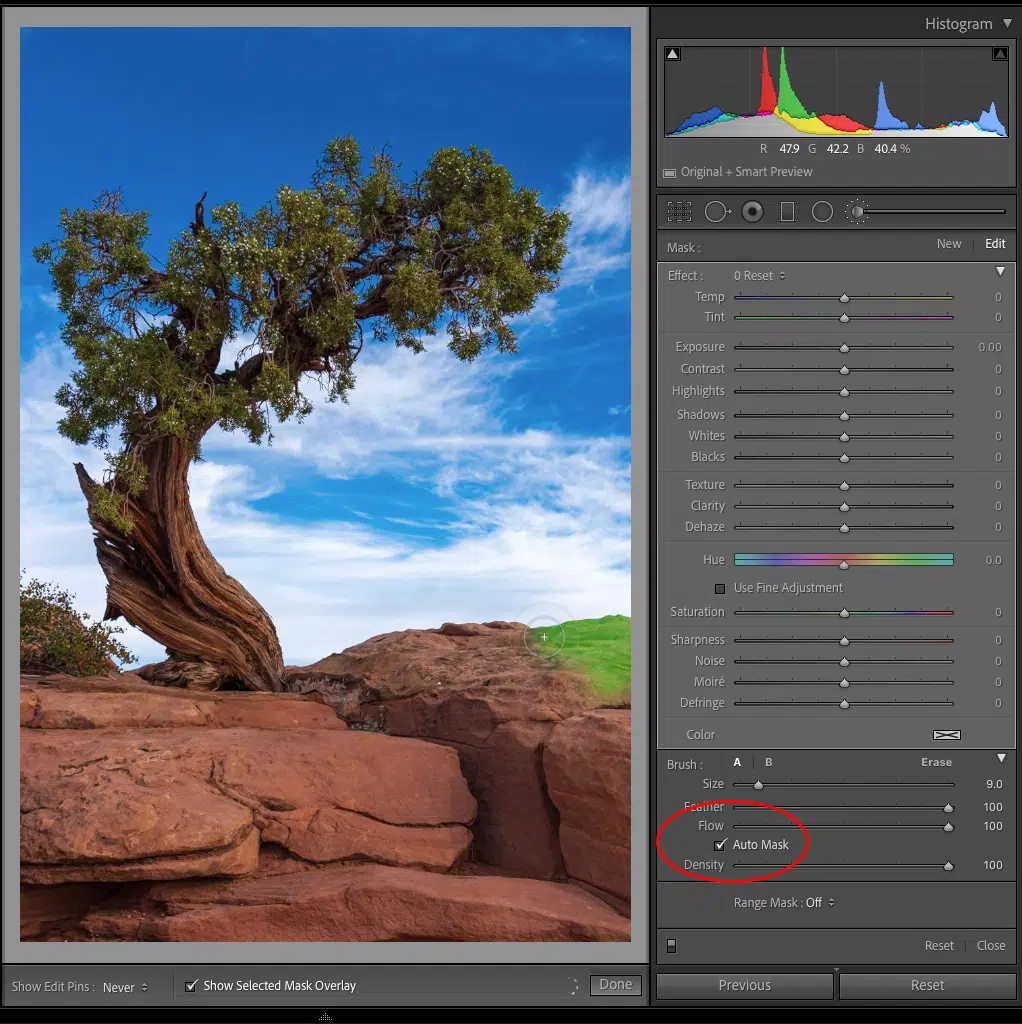 Histogram
R 47.9 G 42.2 B 40.4 %
Original + Smart Preview
Mask : New Edit
Effect : 0 Reset
Temp 0
Tint 0
Exposure 0.00
Contrast 0
Highlights 0
Shadows 0
Whites 0
Blacks 0
Texture 0
Clarity 0
Dehaze 0
Hue 0.0
Use Fine Adjustment
Saturation 0
Sharpness 0
Noise 0
Moiré 0
Defringe 0
Color
Brush : A B Erase
Size 9.0
Feather 100
Flow 100
Auto Mask
Density 100
Range Mask : Off
Reset Close
Show Edit Pins : Never Show Selected Mask Overlay Done
Previous Reset